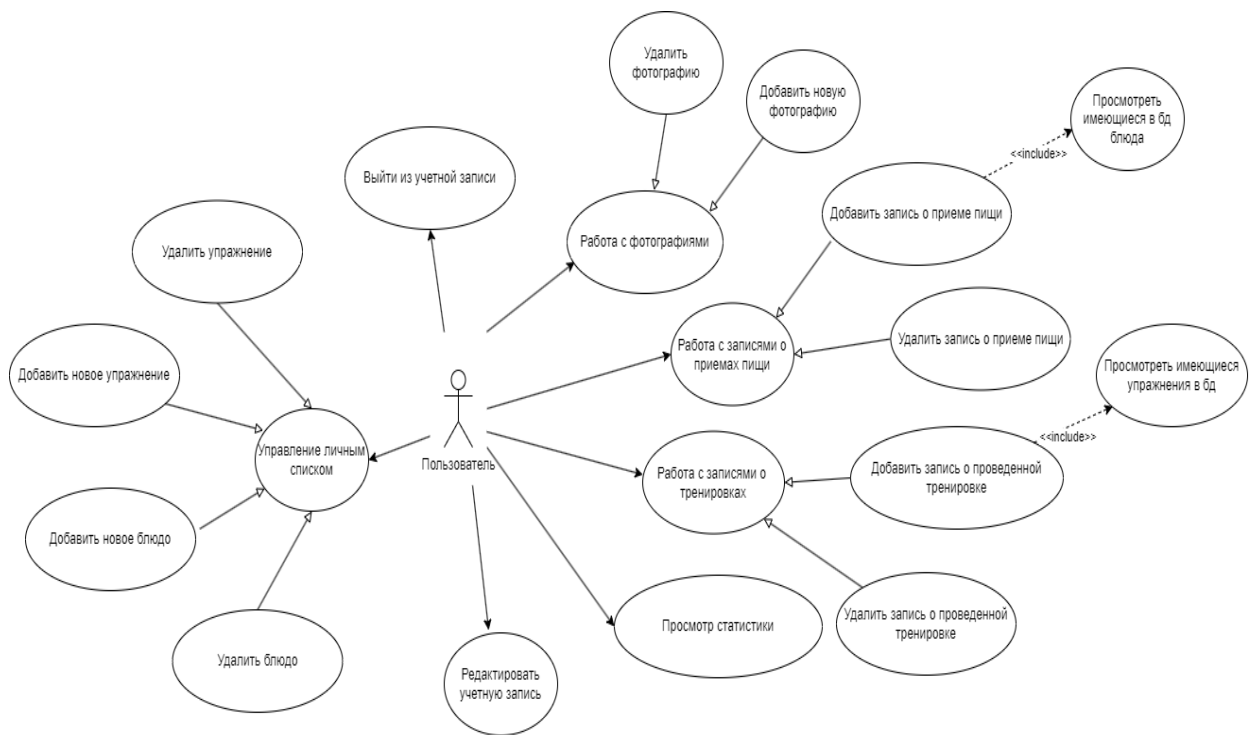 Удалить
фотографию
Добавить новую
фотографию
Просмотреть
имеющиеся в бд
блюда
<<include>>
Выйти из учетной записи
Добавить запись о приеме пищи
Удалить упражнение
Работа с фотографиями
Работа с записями о
приемах пищи
Удалить запись о приеме пищи
Просмотреть имеющиеся
упражнения в бд
<<include>>
Добавить новое упражнение
Управление личным
списком
Пользователь
Работа с записями о
тренировках
Добавить запись о проведенной
тренировке
Добавить новое блюдо
Просмотр статистики
Удалить запись о проведенной
тренировке
Удалить блюдо
Редактировать
учетную запись